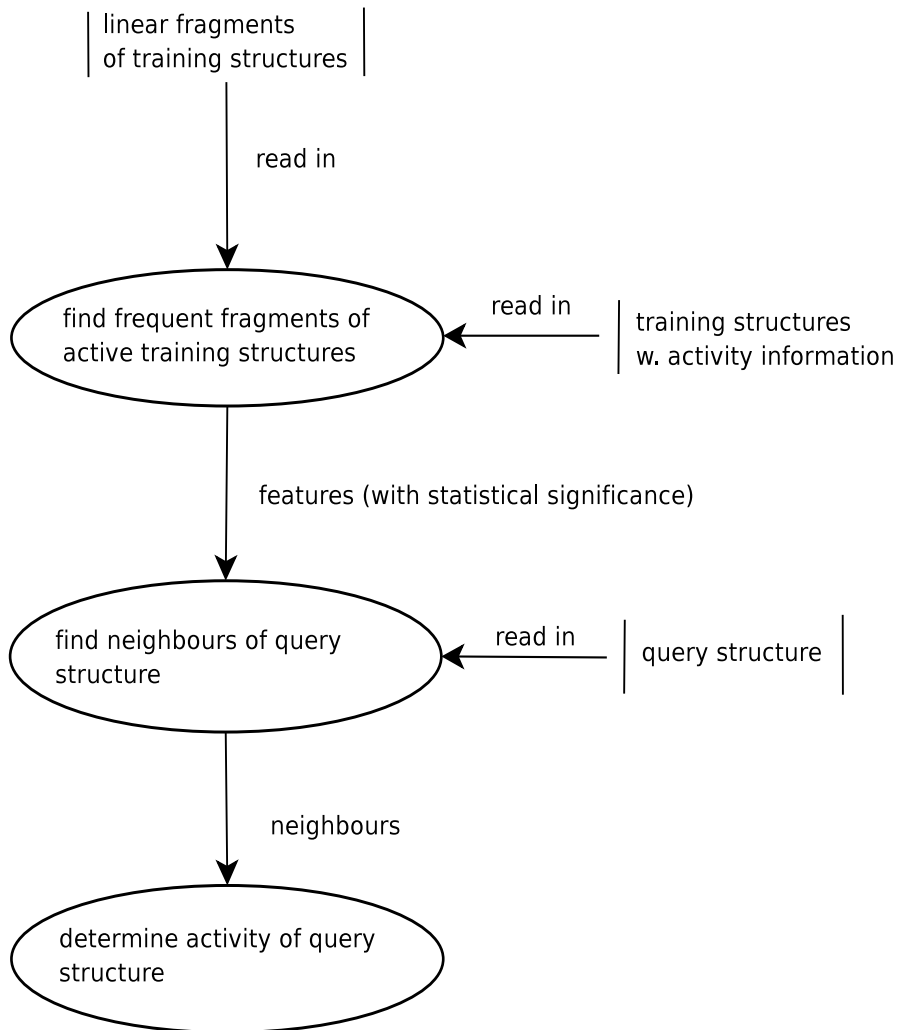 linear fragments
of training structures
read in
find frequent fragments of
active training structures
read in
training structures
w. activity information
features (with statistical significance)
find neighbours of query
structure
read in
query structure
neighbours
determine activity of query
structure